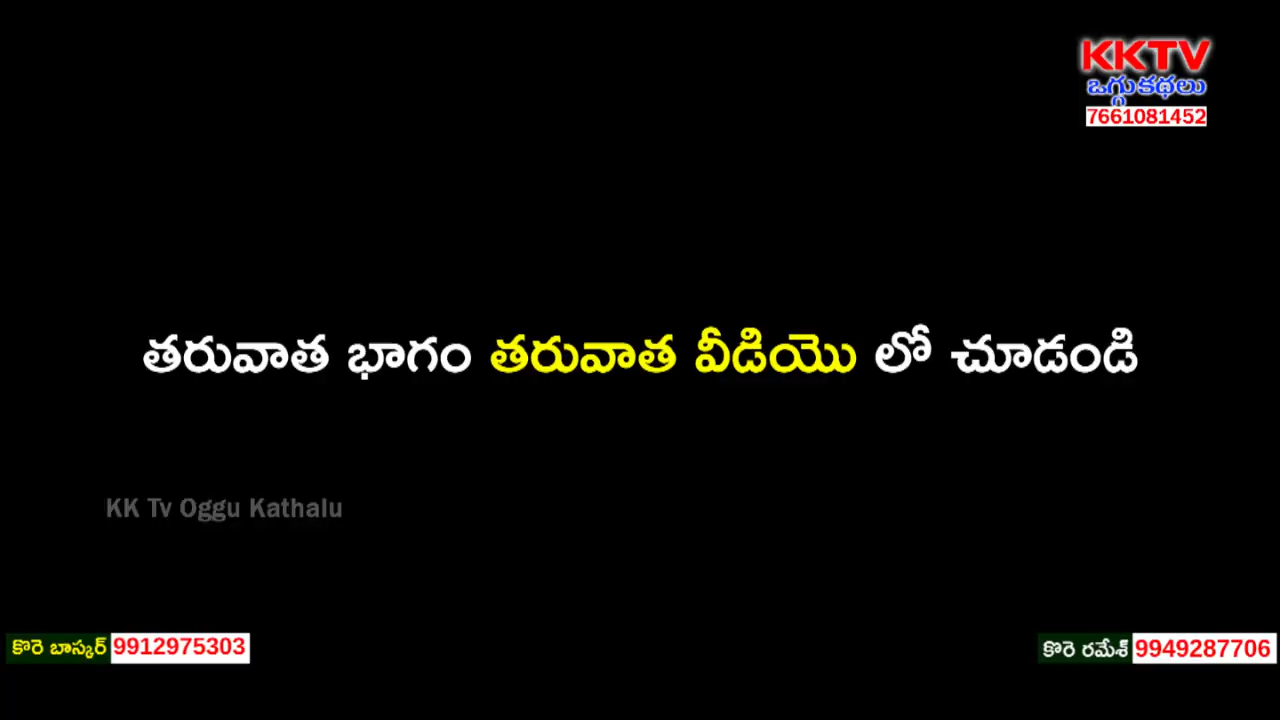 KKTV
ఒగ్గుకథలు
7661081452
తరువాత భాగం తరువాత వీడియొ లో చూడండి
KK Tv Oggu Kathalu
కొరె బాస్కర్ 9912975303
కొరె రమేశ్ 9949287706